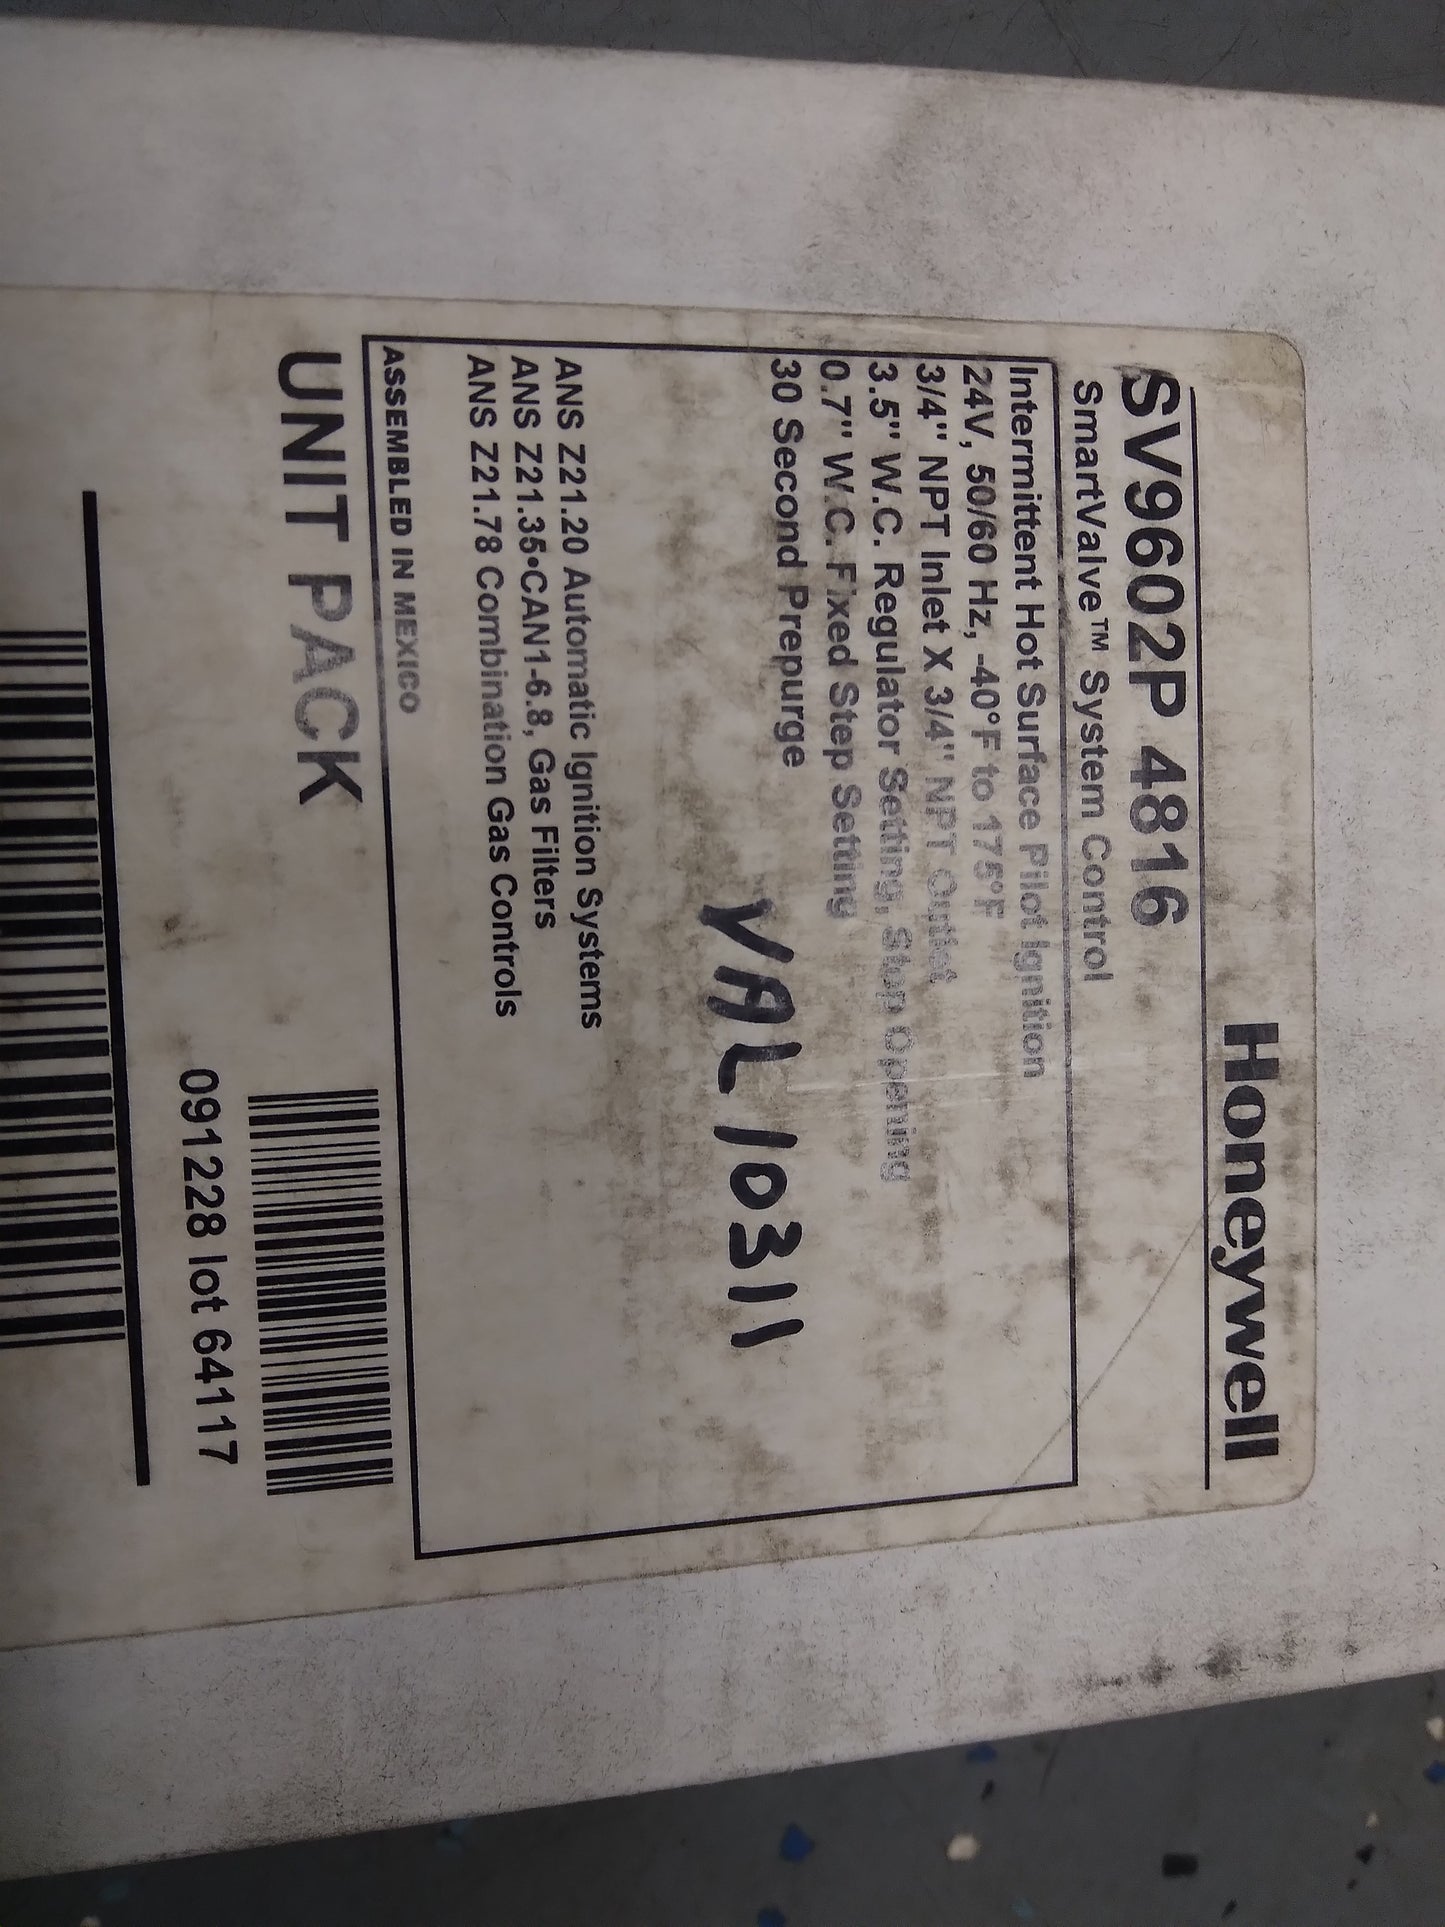 Honeywell
SV9602P 4816
SmartValve™ System Control
Intermittent Hot Surface Pilot Ignition
24V, 50/60 Hz, -40°F to 175°F
3/4" NPT Inlet X 3/4" NPT Outlet
3.5" W.C. Regulator Setting, Step Opening
0.7" W.C. Fixed Step Setting
30 Second Prepurge
VAL10311
ANS Z21.20 Automatic Ignition Systems
ANS Z21.35•CAN1-6.8, Gas Filters
ANS Z21.78 Combination Gas Controls
ASSEMBLED IN MEXICO
UNIT PACK
091228 lot 64117